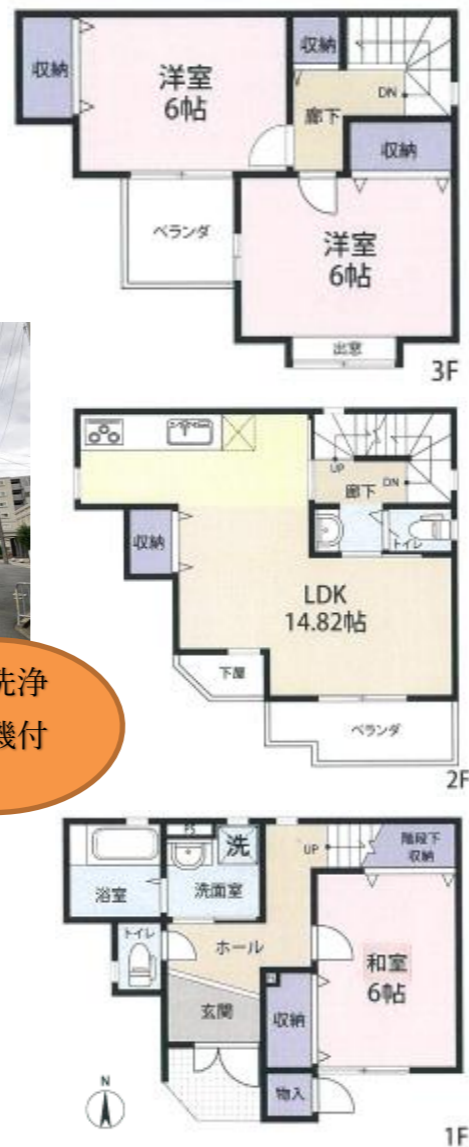 収納
洋室
6帖
収納
DN
廊下
収納
ベランダ
洋室
6帖
出窓
3F
UP
DN
廊下
収納
トイレ
LDK
14.82帖
下屋
ベランダ
2F
洗浄
機付
PS
洗
UP
階段下
収納
浴室
洗面室
トイレ
ホール
和室
6帖
玄関
収納
物入
N
1F